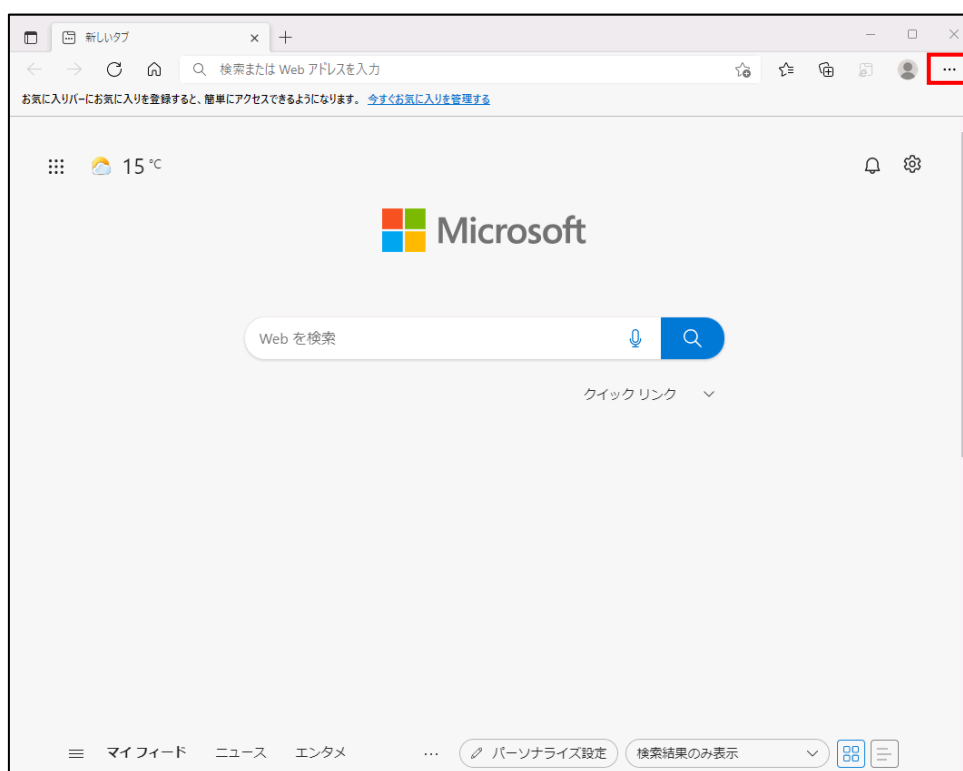 新しいタブ
検索または Web アドレスを入力
お気に入りバーにお気に入りを登録すると、簡単にアクセスできるようになります。 今すぐお気に入りを管理する
15 °C
Microsoft
Web を検索
クイック リンク
マイ フィード ニュース エンタメ ... パーソナライズ設定 検索結果のみ表示